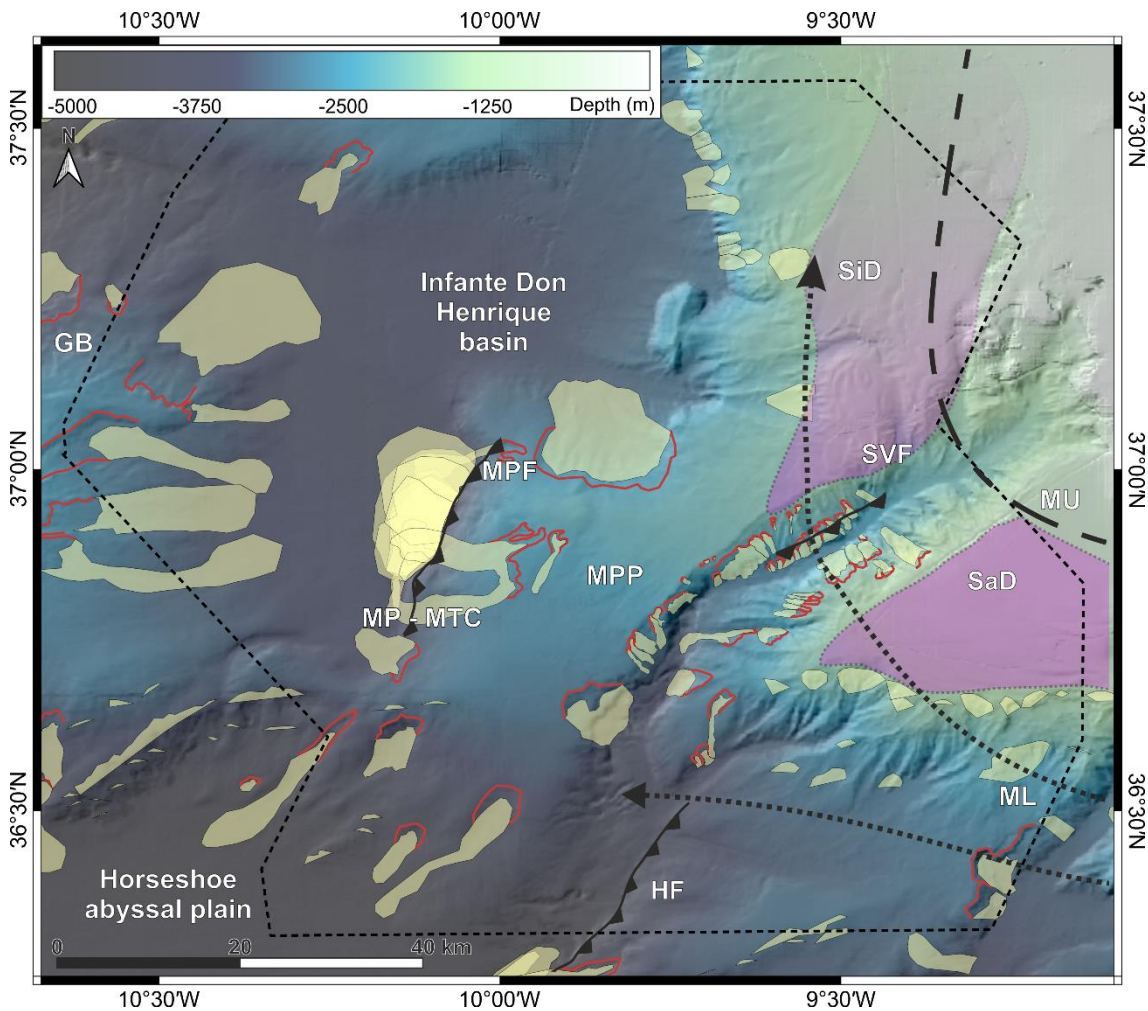 10°30'W 10°00'W 9°30'W
-5000 -3750 -2500 -1250 Depth (m)
37°30'N 37°30'N
N
SiD
Infante Don
Henrique
basin
GB
SVF
MPF
37°00'N 37°00'N
MU
MPP
SaD
MP - MTC
ML
36°30'N 36°30'N
HF
Horseshoe
abyssal plain
0 20 40 km
10°30'W 10°00'W 9°30'W